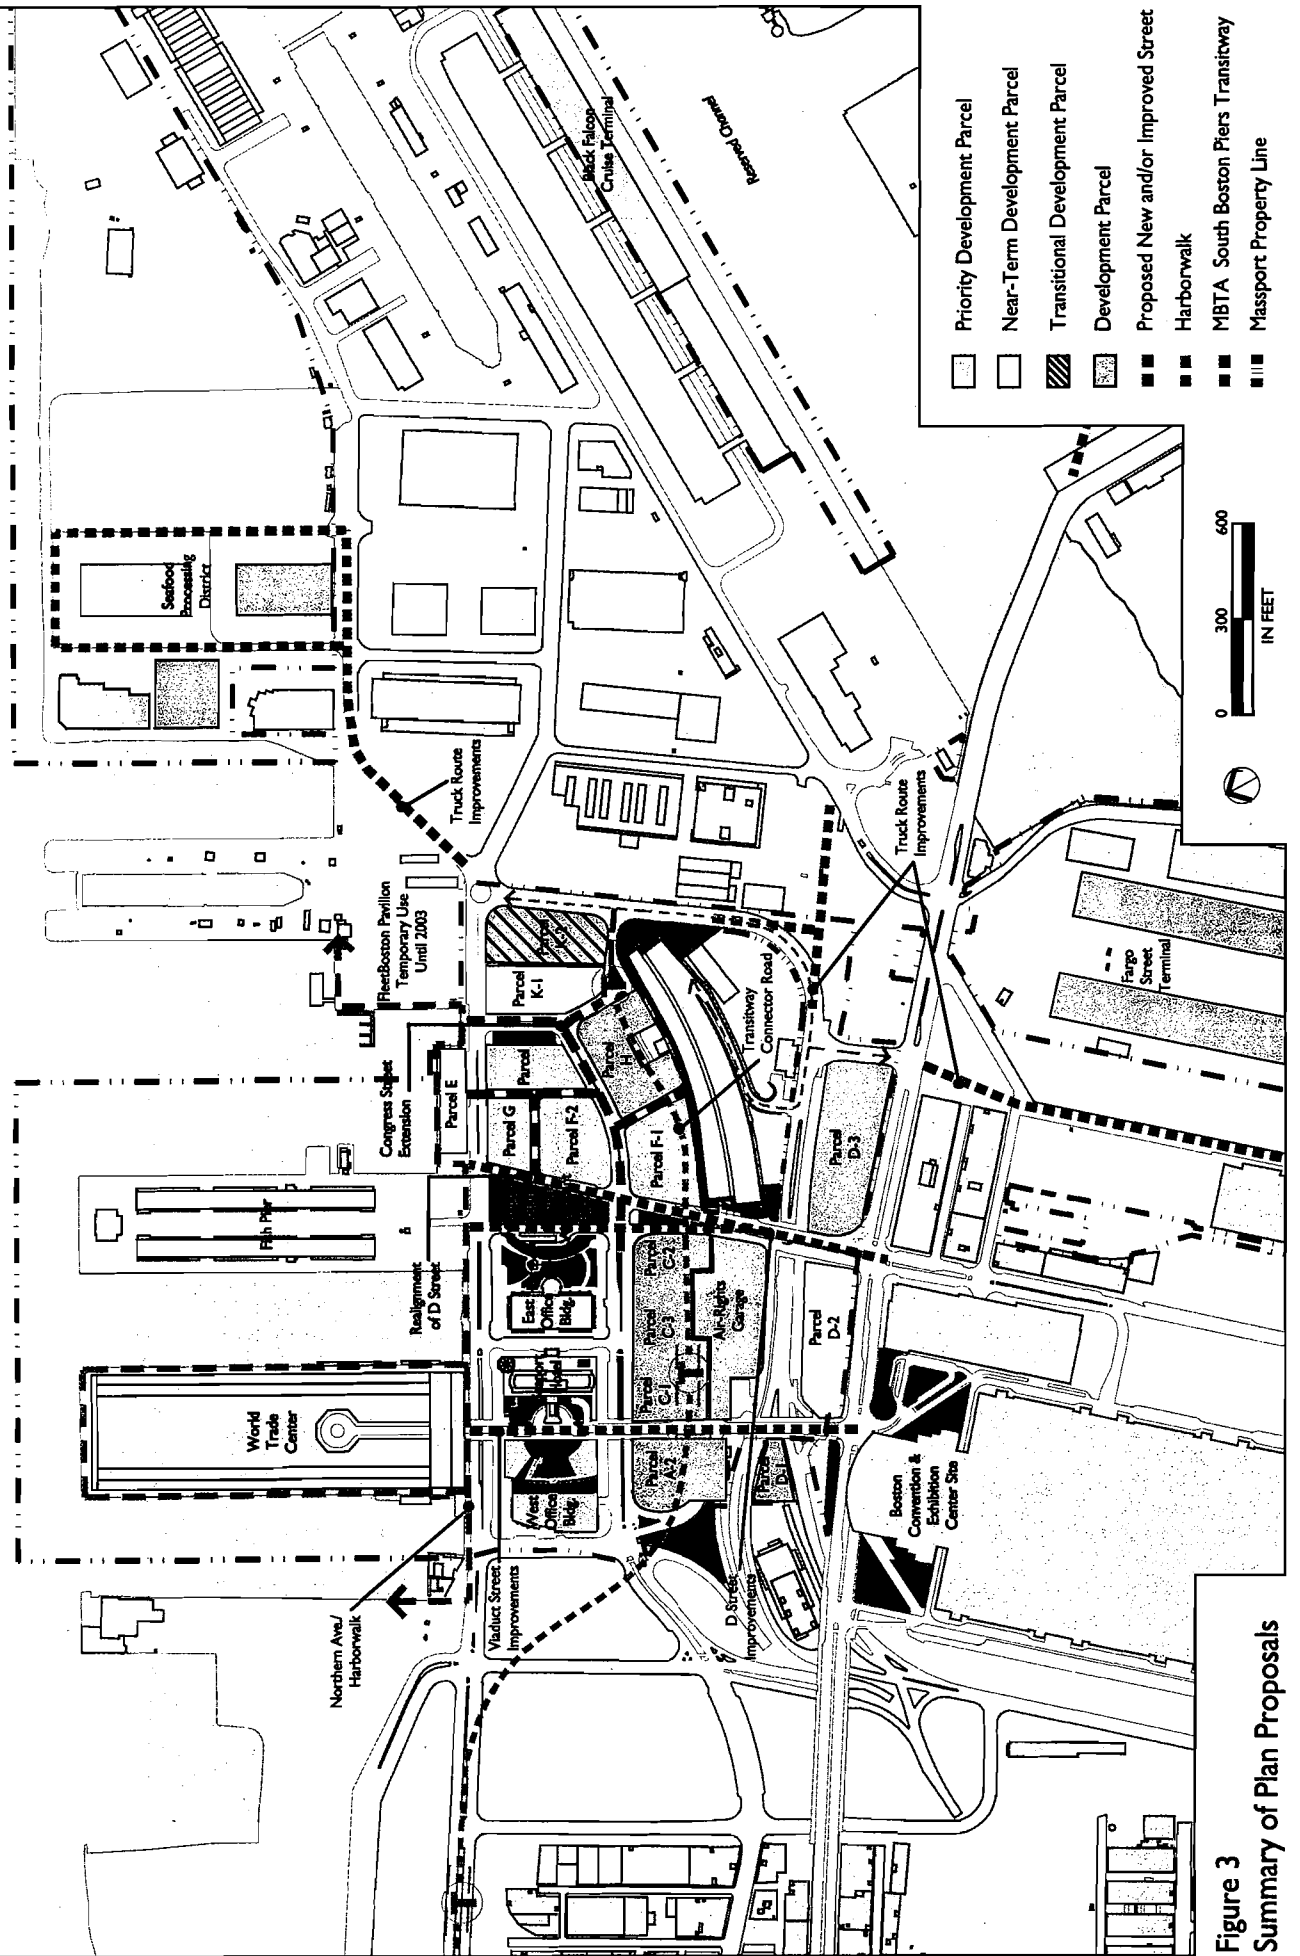 Black Falcon
Cruise Terminal
Reserved Channel
Seafood
Processing
District
Truck Route
Improvements
FleetBoston Pavilion
Temporary Use
Until 2003
Congress Street
Extension
Parcel E
Parcel
K-1
Parcel
K-2
Parcel
Parcel
H
Parcel G
Parcel F-2
Parcel F-1
Transitway
Connector Road
Truck Route
Improvements
Fargo
Street
Terminal
Fish Pier
Realignment
of D Street
&
World
Trade
Center
East
Office
Bldg.
Hotel
West
Office
Bldg.
Parcel
C-2
Parcel
C-3
Parcel
C-1
Parcel
A-2
Air-Rights
Garage
Parcel
D-3
Parcel
D-2
Parcel
D-1
Boston
Convention &
Exhibition
Center Site
Northern Ave./
Harborwalk
Viaduct Street
Improvements
D Street
Improvements
Priority Development Parcel
Near-Term Development Parcel
Transitional Development Parcel
Development Parcel
Proposed New and/or Improved Street
Harborwalk
MBTA South Boston Piers Transitway
Massport Property Line
0 300 600
IN FEET
Figure 3
Summary of Plan Proposals